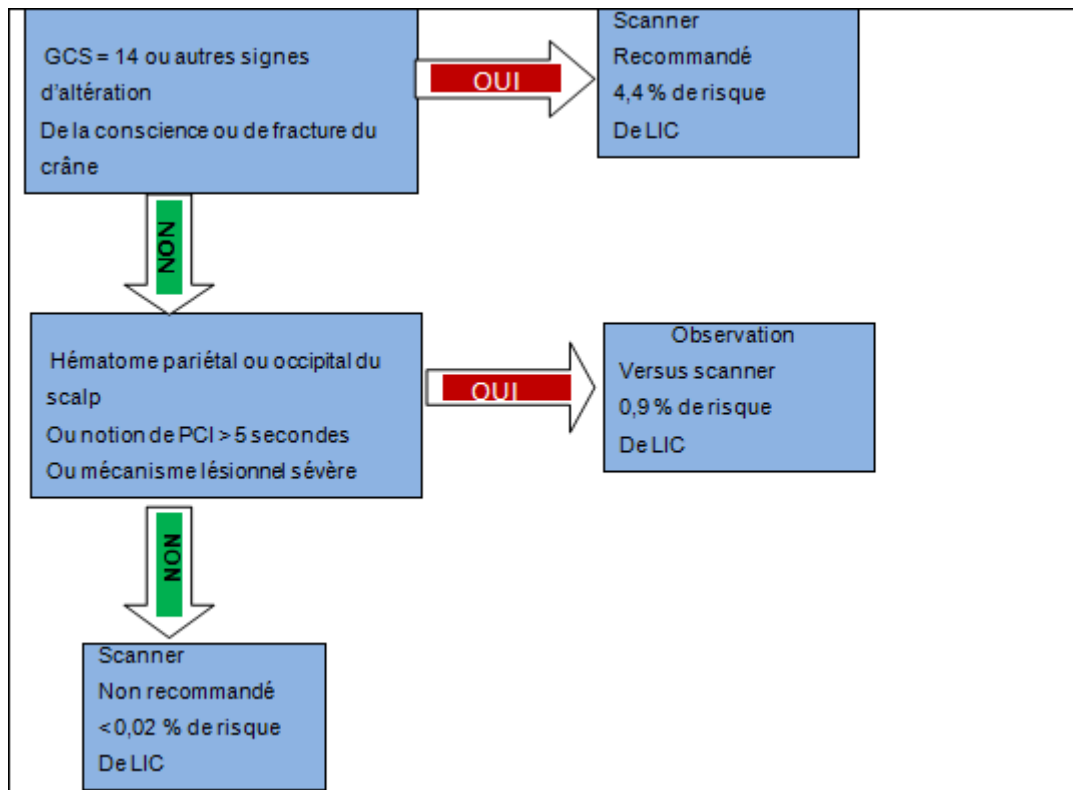 GCS = 14 ou autres signes
d'altération
De la conscience ou de fracture du
crâne
OUI
Scanner
Recommandé
4,4 % de risque
De LIC
NON
Hématome pariétal ou occipital du
scalp
Ou notion de PCI > 5 secondes
Ou mécanisme lésionnel sévère
OUI
Observation
Versus scanner
0,9 % de risque
De LIC
NON
Scanner
Non recommandé
<0,02 % de risque
De LIC